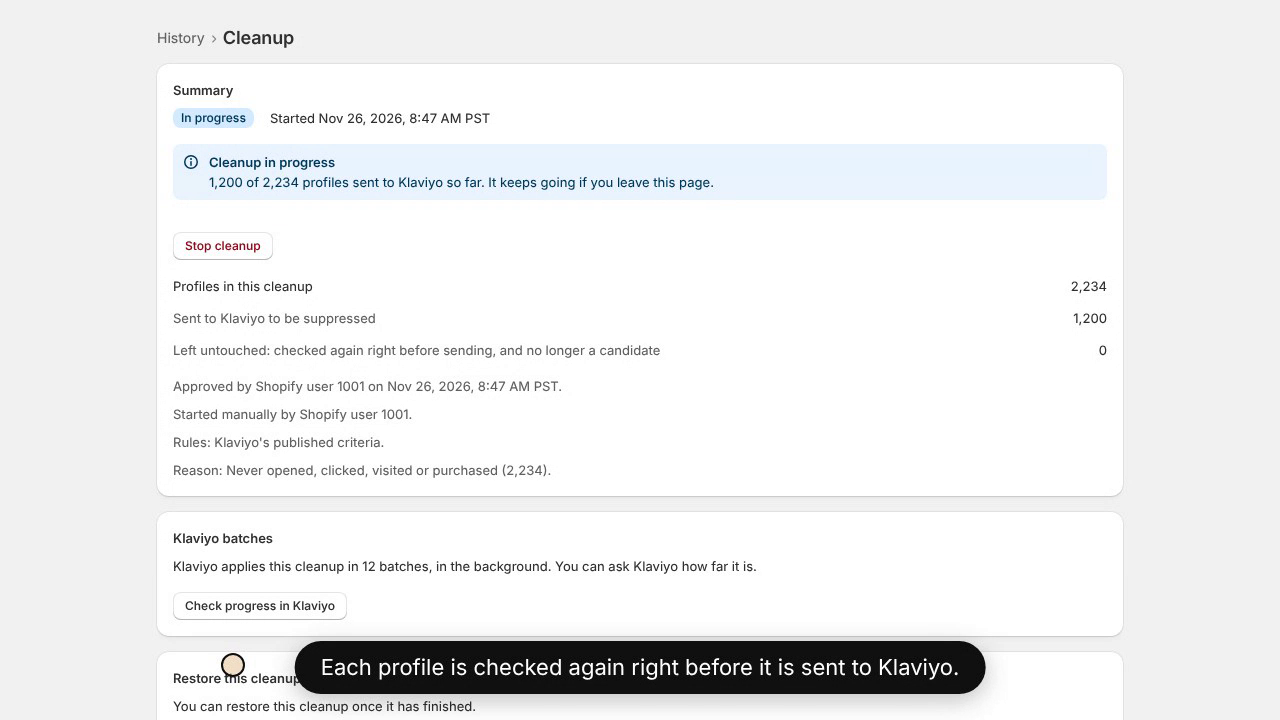 History › Cleanup
Summary
In progress Started Nov 26, 2026, 8:47 AM PST
Cleanup in progress
1,200 of 2,234 profiles sent to Klaviyo so far. It keeps going if you leave this page.
Stop cleanup
Profiles in this cleanup 2,234
Sent to Klaviyo to be suppressed 1,200
Left untouched: checked again right before sending, and no longer a candidate 0
Approved by Shopify user 1001 on Nov 26, 2026, 8:47 AM PST.
Started manually by Shopify user 1001.
Rules: Klaviyo's published criteria.
Reason: Never opened, clicked, visited or purchased (2,234).
Klaviyo batches
Klaviyo applies this cleanup in 12 batches, in the background. You can ask Klaviyo how far it is.
Check progress in Klaviyo
Each profile is checked again right before it is sent to Klaviyo.
Restore this cleanup
You can restore this cleanup once it has finished.